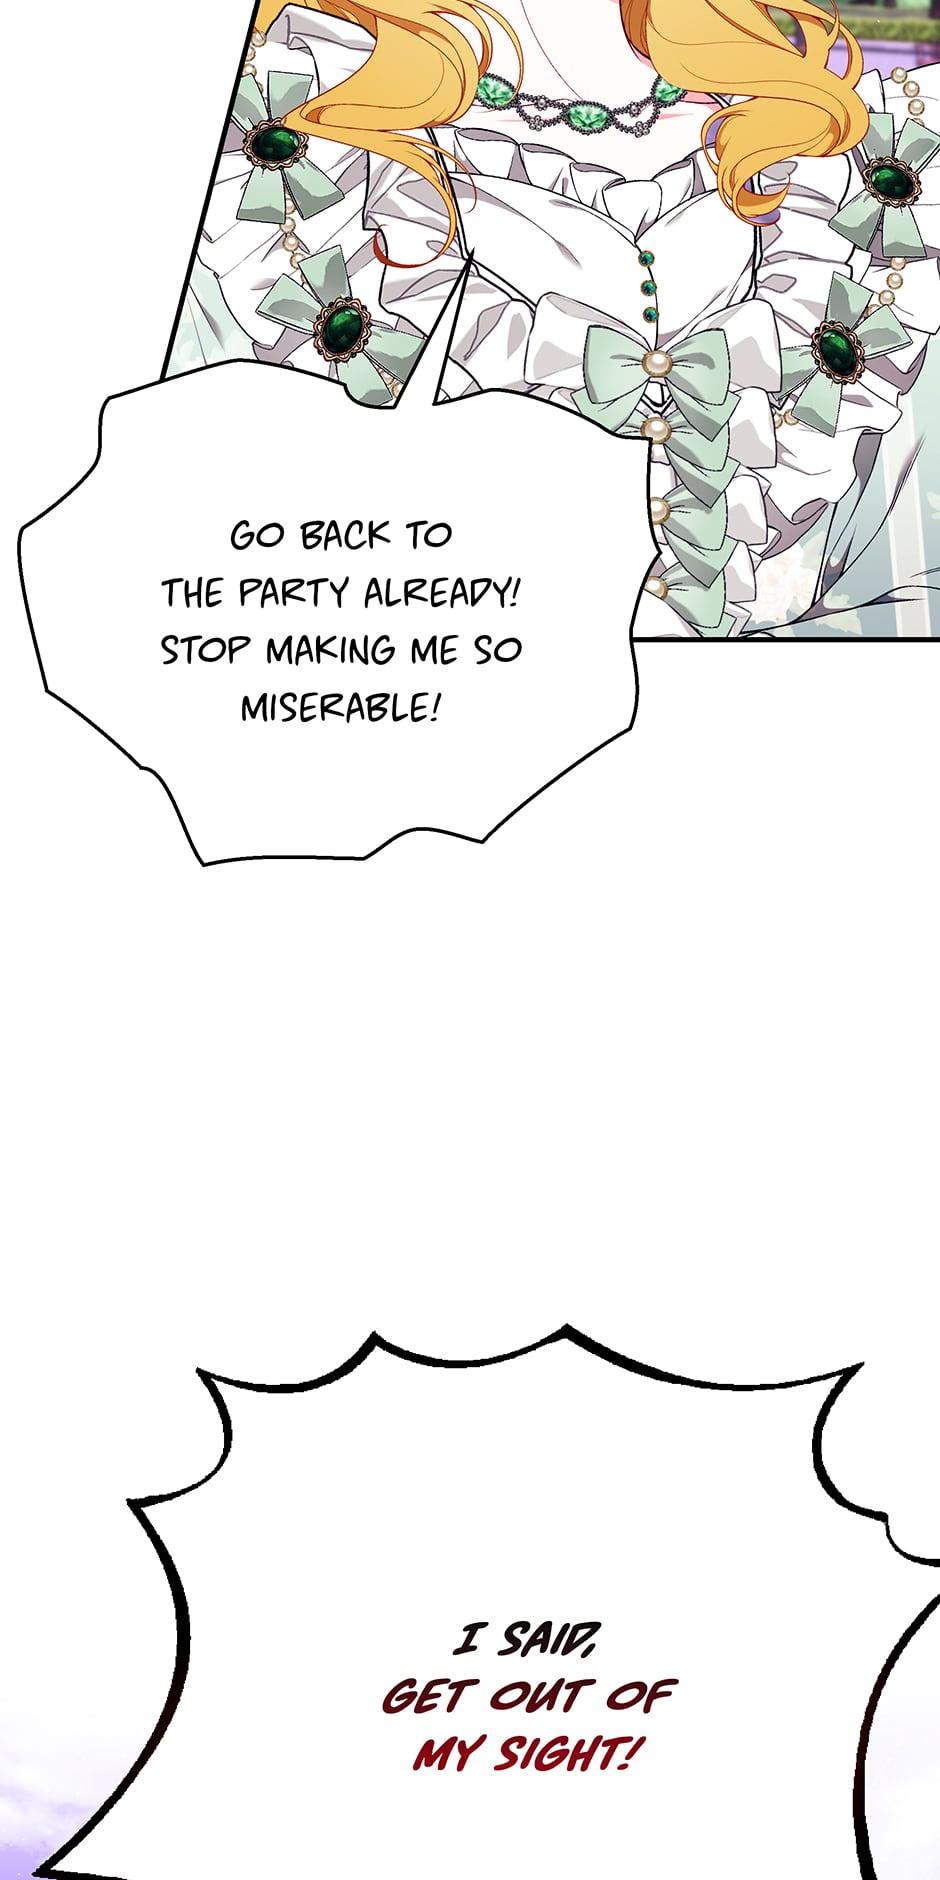 GO BACK TO
THE PARTY ALREADY!
STOP MAKING ME SO
MISERABLE!
I SAID,
GET OUT OF
MY SIGHT!